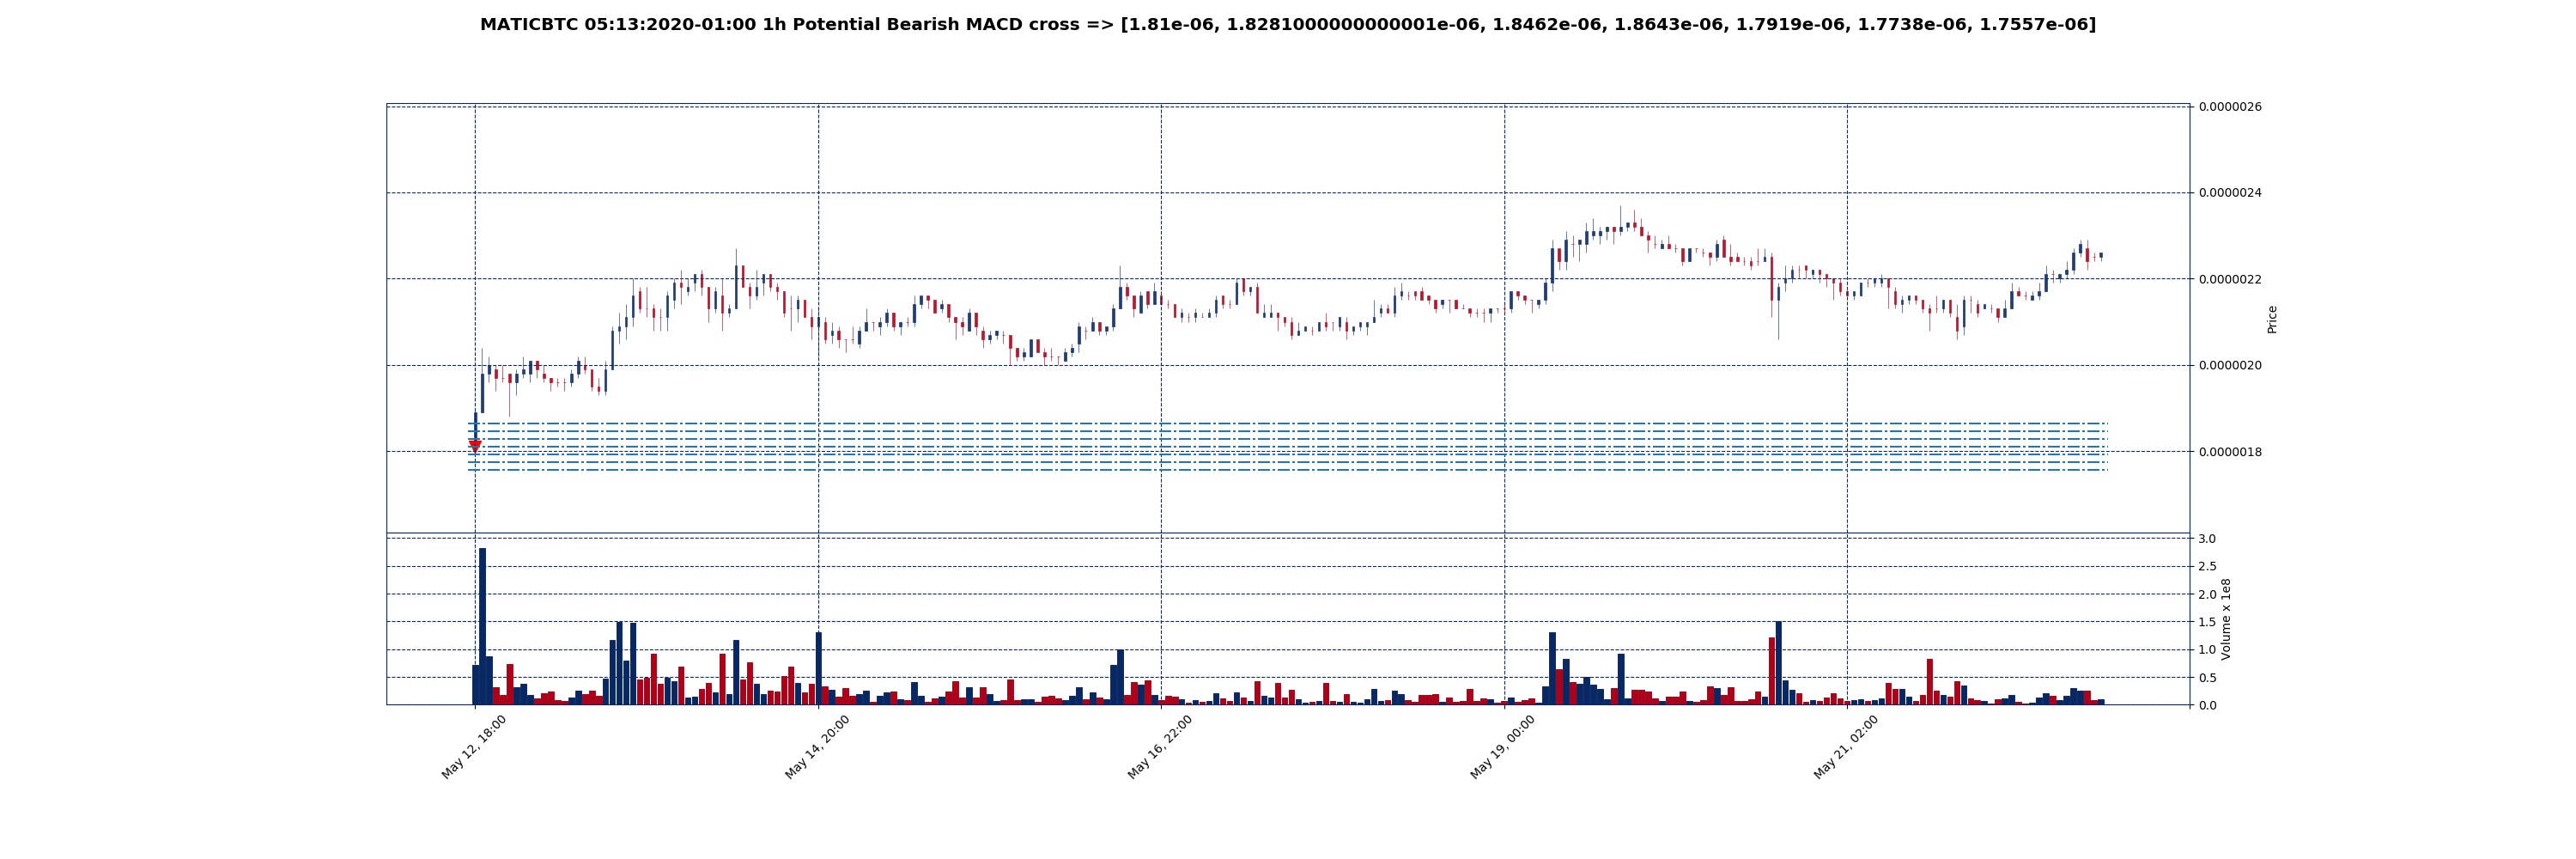 MATICBTC 05:13:2020-01:00 1h Potential Bearish MACD cross => [1.81e-06, 1.8281000000000001e-06, 1.8462e-06, 1.8643e-06, 1.7919e-06, 1.7738e-06, 1.7557e-06]
0.0000026
0.0000024
0.0000022
0.0000020
0.0000018
Price
3.0
2.5
2.0
1.5
1.0
0.5
0.0
Volume x 1e8
May 12, 18:00
May 14, 20:00
May 16, 22:00
May 19, 00:00
May 21, 02:00